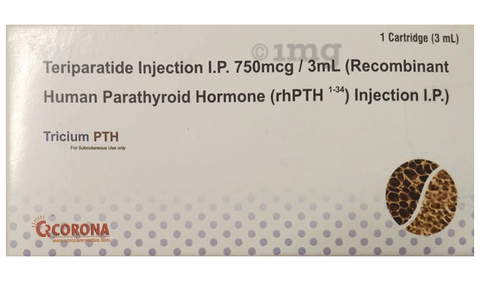 ©1mg
1 Cartridge (3 mL)
Teriparatide Injection I.P. 750mcg / 3mL (Recombinant
Human Parathyroid Hormone (rhPTH 1-34) Injection I.P.)
Tricium PTH
For Subcutaneous Use only
CORONA